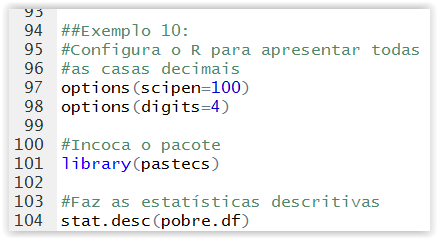 93
94 ##Exemplo 10:
95 #Configura o R para apresentar todas
96 #as casas decimais
97 options(scipen=100)
98 options(digits=4)
99
100 #Incoca o pacote
101 library(pastecs)
102
103 #Faz as estatísticas descritivas
104 stat.desc(pobre.df)